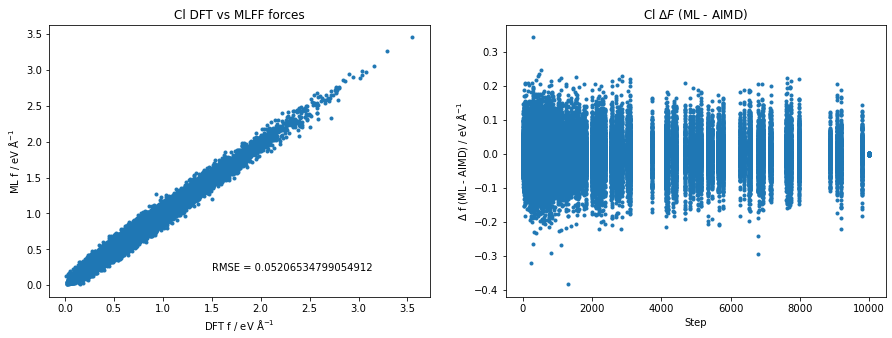 Cl DFT vs MLFF forces
3.5
3.0
2.5
2.0
1.5
1.0
0.5
0.0
ML f / eV Å⁻¹
RMSE = 0.05206534799054912
0.0 0.5 1.0 1.5 2.0 2.5 3.0 3.5
DFT f / eV Å⁻¹
Cl ΔF (ML - AIMD)
0.3
0.2
0.1
0.0
−0.1
−0.2
−0.3
−0.4
Δ f (ML - AIMD) / eV Å⁻¹
0 2000 4000 6000 8000 10000
Step